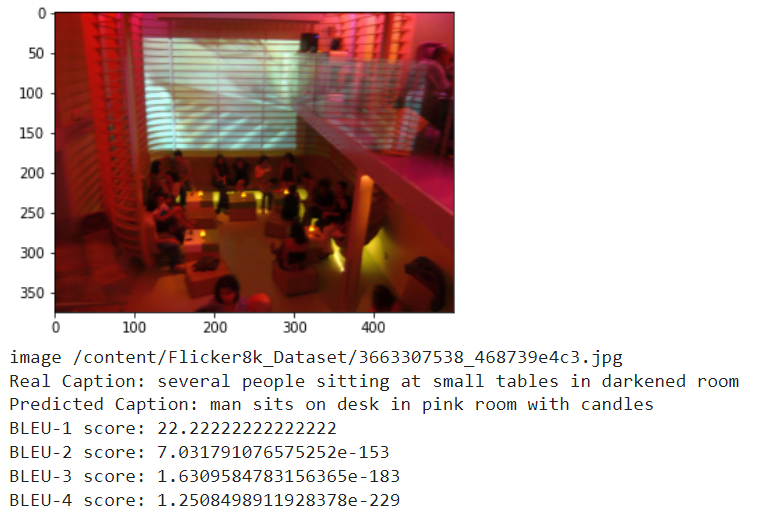 0
50
100
150
200
250
300
350
0 100 200 300 400
image /content/Flicker8k_Dataset/3663307538_468739e4c3.jpg
Real Caption: several people sitting at small tables in darkened room
Predicted Caption: man sits on desk in pink room with candles
BLEU-1 score: 22.22222222222222
BLEU-2 score: 7.031791076575252e-153
BLEU-3 score: 1.6309584783156365e-183
BLEU-4 score: 1.2508498911928378e-229